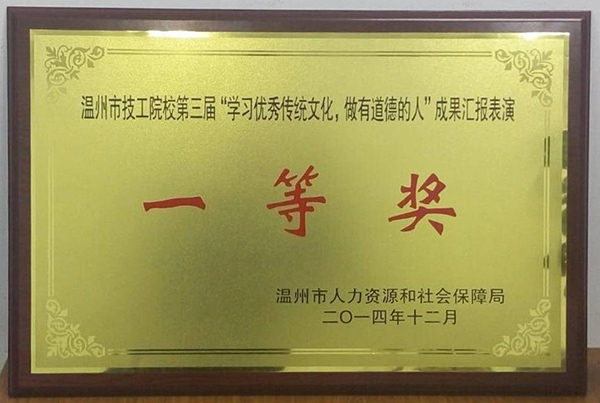 温州市技工院校第三届“学习优秀传统文化，做有道德的人”成果汇报表演
一等奖
温州市人力资源和社会保障局
二〇一四年十二月